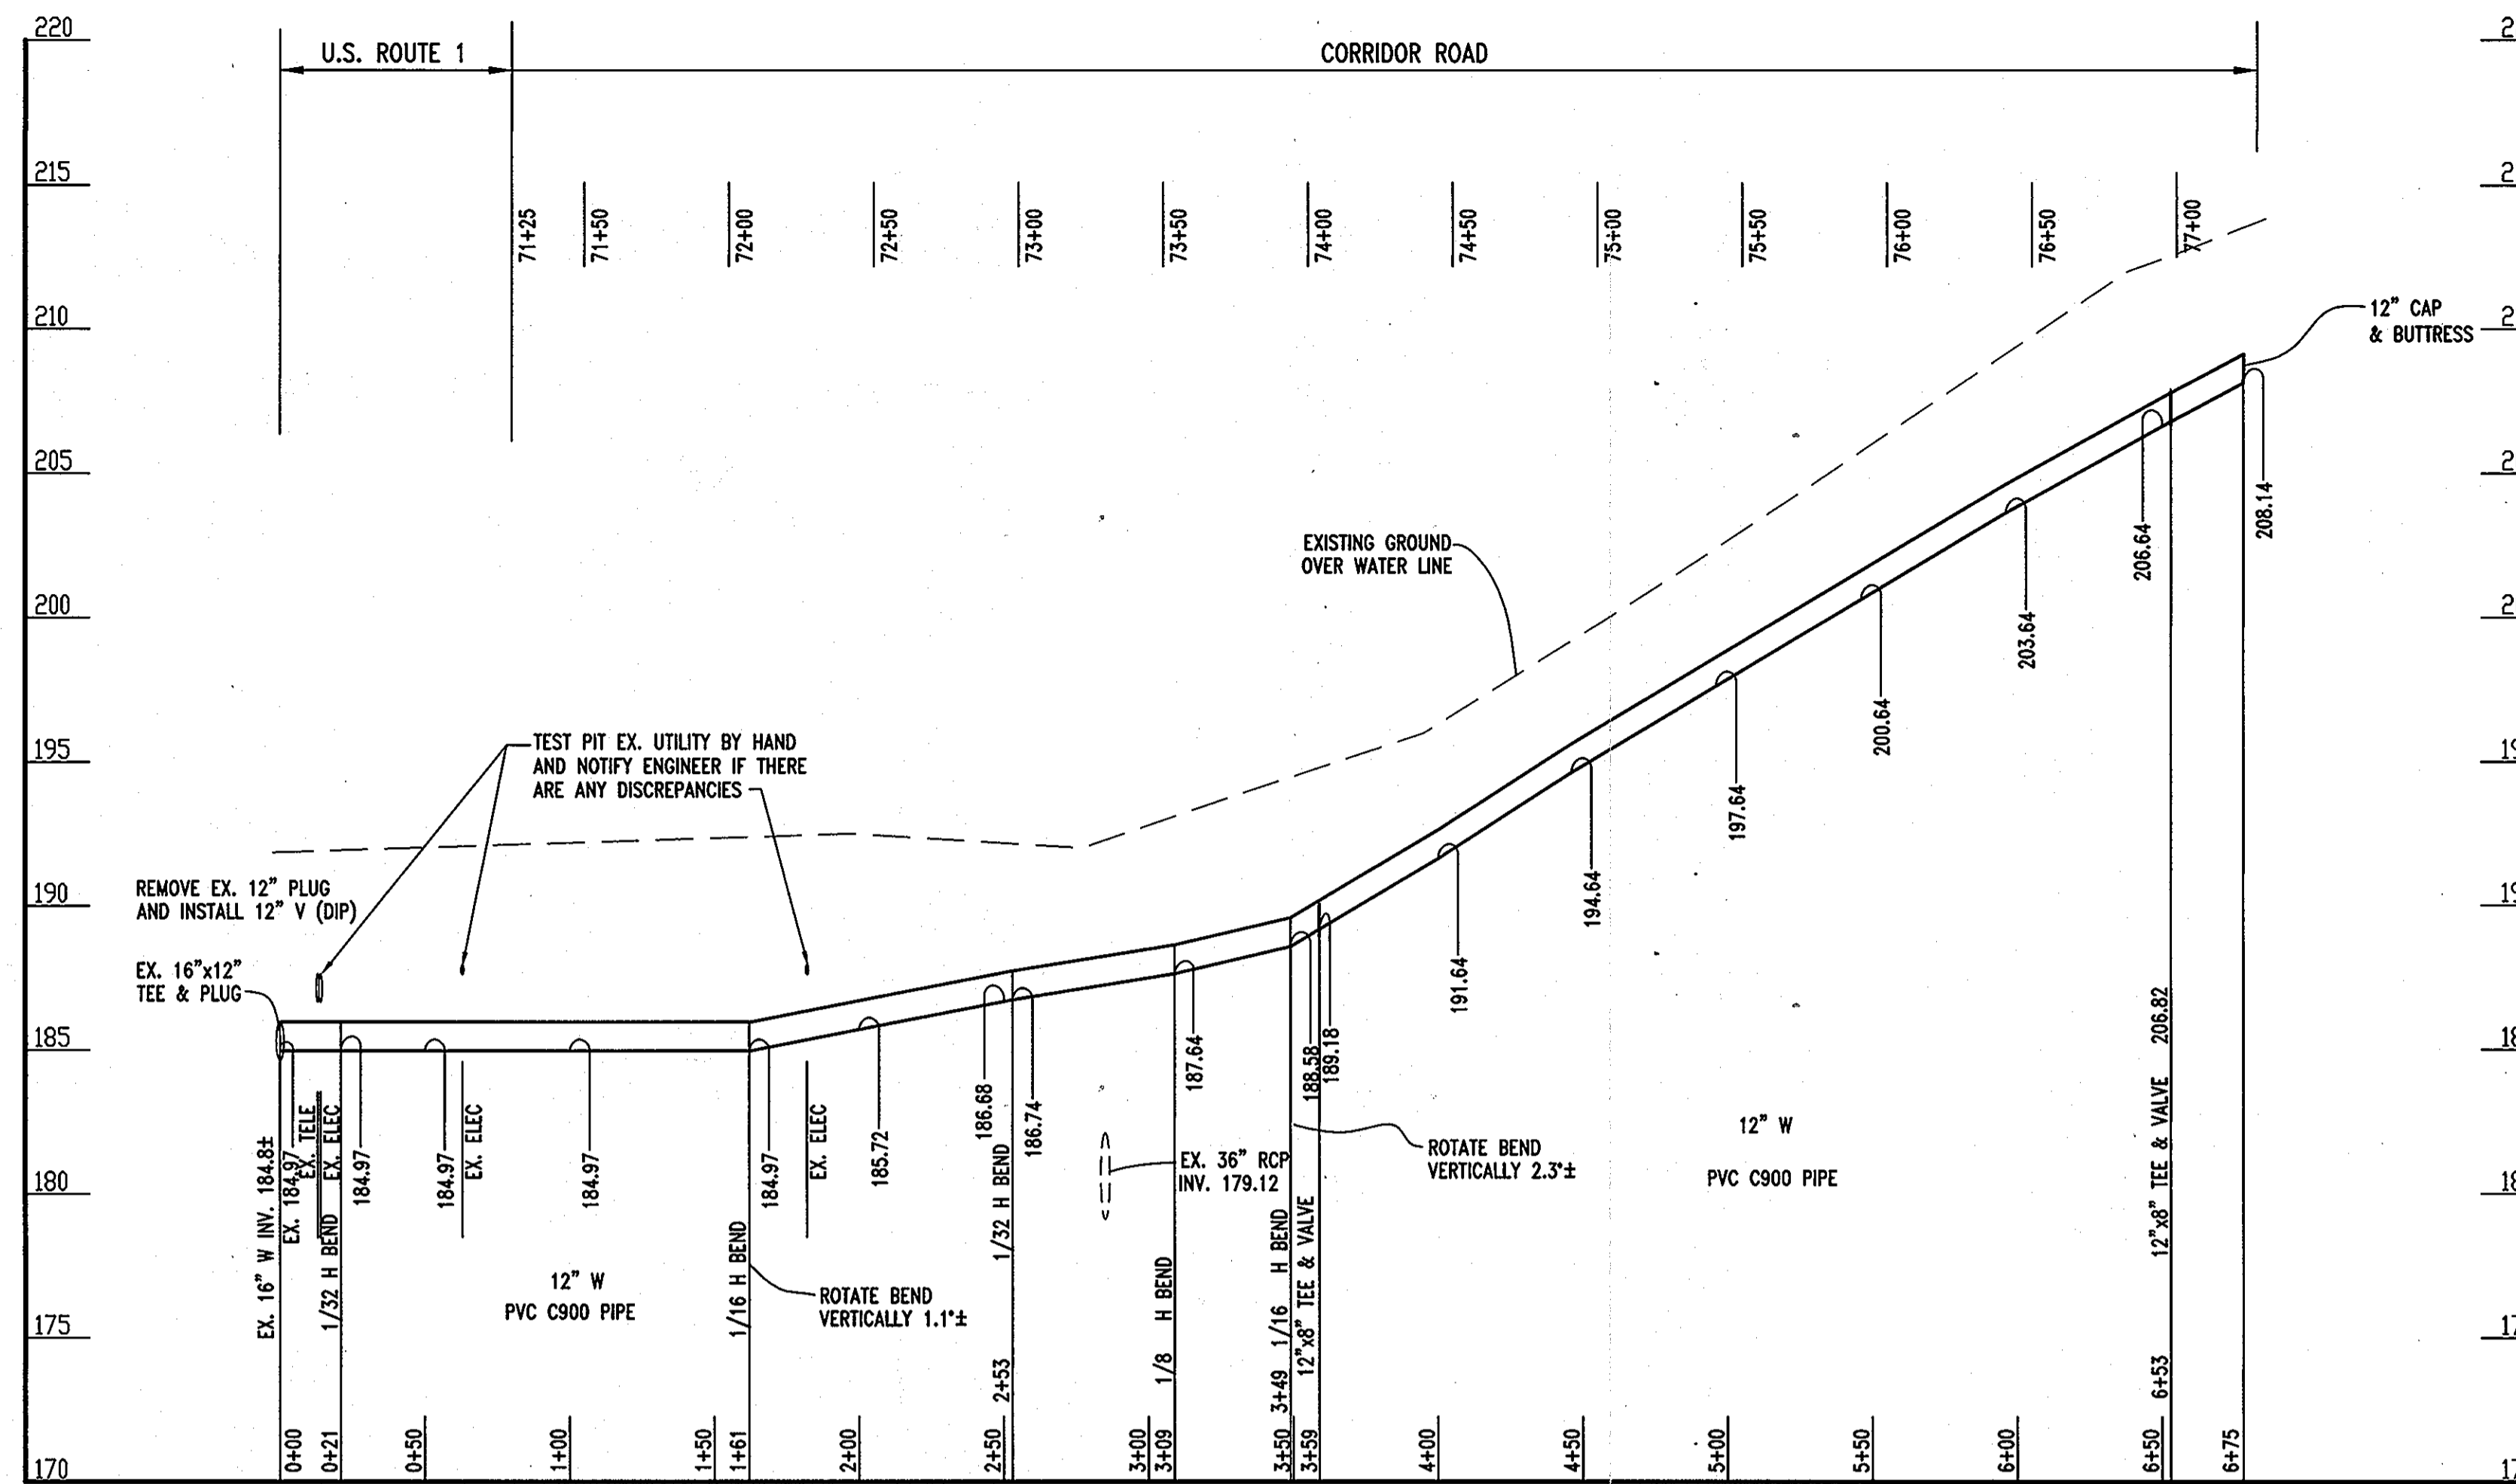 220
U.S. ROUTE 1
CORRIDOR ROAD
2
215
2
71+25
71+50
72+00
72+50
73+00
73+50
74+00
74+50
75+00
75+50
76+00
76+50
77+00
210
12" CAP
& BUTTRESS
2
205
2
208.14
206.64
EXISTING GROUND
OVER WATER LINE
200
203.64
2
200.64
195
TEST PIT EX. UTILITY BY HAND
AND NOTIFY ENGINEER IF THERE
ARE ANY DISCREPANCIES
197.64
19
194.64
190
REMOVE EX. 12" PLUG
AND INSTALL 12" V (DIP)
191.64
19
EX. 16"x12"
TEE & PLUG
185
18
EX. 16" W INV. 184.8±
EX. 184.97
EX. TELE
EX. ELEC
1/32 H BEND
184.97
184.97
EX. ELEC
184.97
184.97
EX. ELEC
185.72
186.68
186.74
187.64
188.58
189.18
206.82
12"x8" TEE & VALVE
180
EX. 36" RCP
INV. 179.12
ROTATE BEND
VERTICALLY 2.3°±
12" W
PVC C900 PIPE
18
1/16 H BEND
1/32 H BEND
1/8 H BEND
3+49 1/16 H BEND
12"x8" TEE & VALVE
12" W
PVC C900 PIPE
ROTATE BEND
VERTICALLY 1.1°±
175
17
2+53
6+53
170
0+00
0+21
0+50
1+00
1+50
1+61
2+00
2+50
3+00
3+09
3+50
3+59
4+00
4+50
5+00
5+50
6+00
6+50
6+75
1